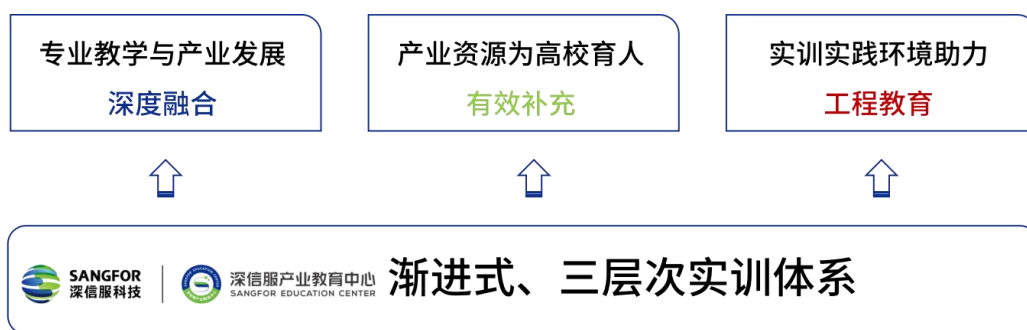 专业教学与产业发展
深度融合
产业资源为高校育人
有效补充
实训实践环境助力
工程教育
SANGFOR
深信服科技
深信服产业教育中心
SANGFOR EDUCATION CENTER
渐进式、三层次实训体系